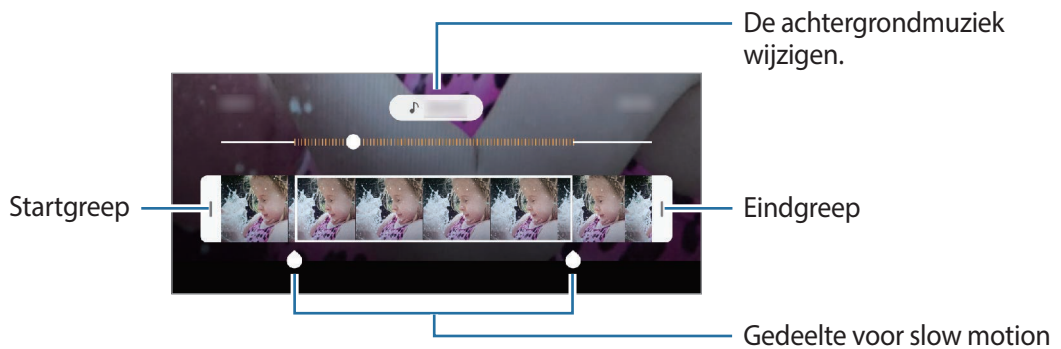 De achtergrondmuziek
wijzigen.
Startgreep
Eindgreep
Gedeelte voor slow motion